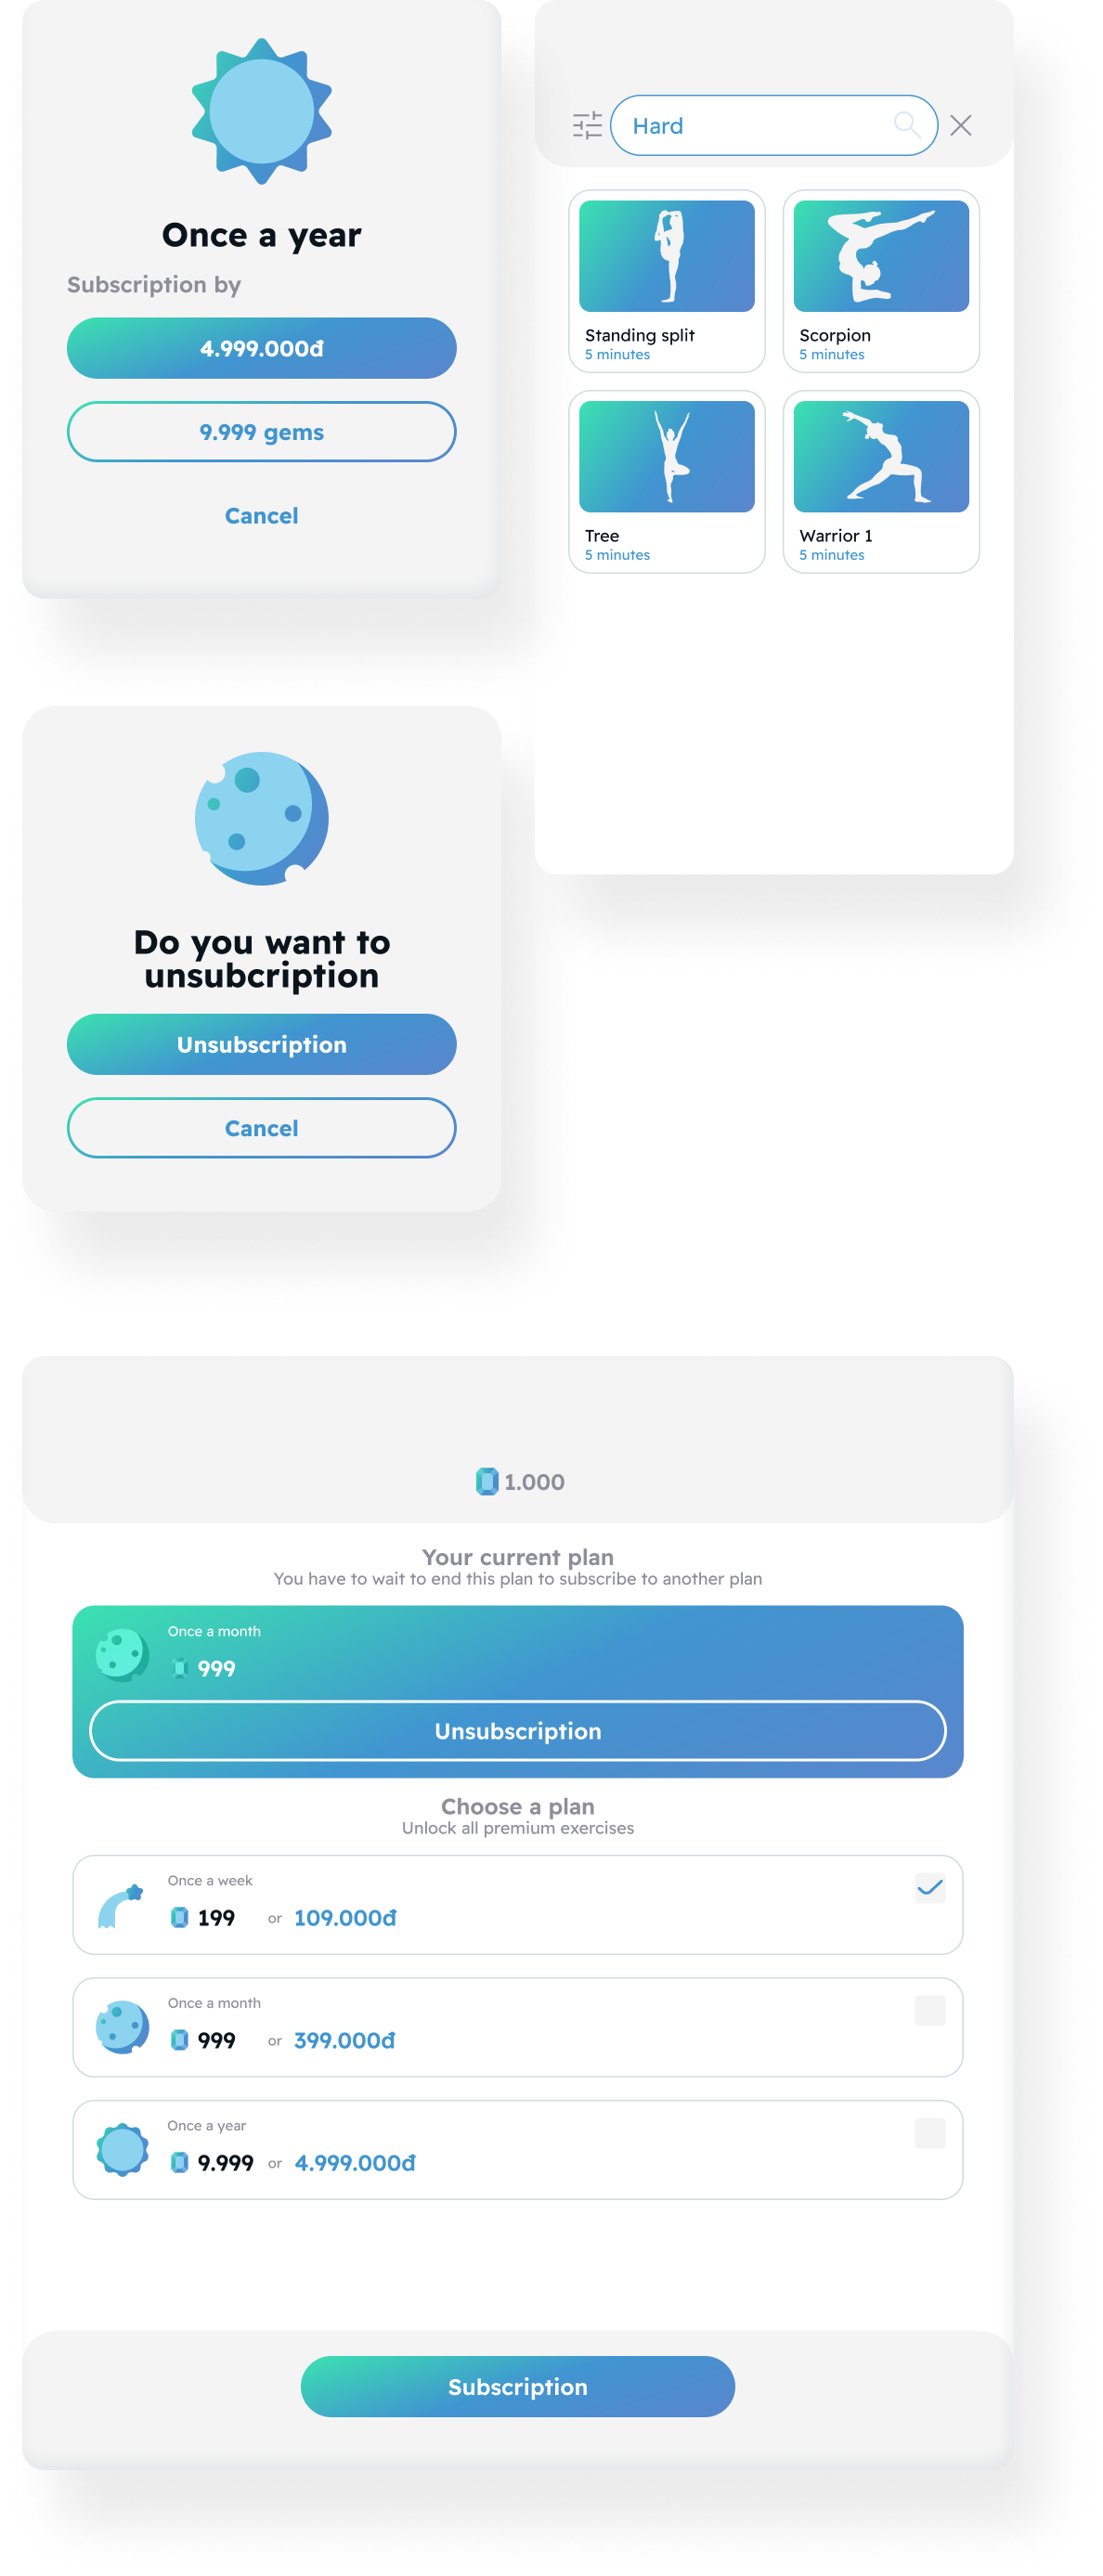 Once a year
Subscription by
4.999.000đ
9.999 gems
Cancel
Hard
Standing split
5 minutes
Scorpion
5 minutes
Tree
5 minutes
Warrior 1
5 minutes
Do you want to
unsubcription
Unsubscription
Cancel
1.000
Your current plan
You have to wait to end this plan to subscribe to another plan
Once a month
999
Unsubscription
Choose a plan
Unlock all premium exercises
Once a week
199 or 109.000đ
Once a month
999 or 399.000đ
Once a year
9.999 or 4.999.000đ
Subscription